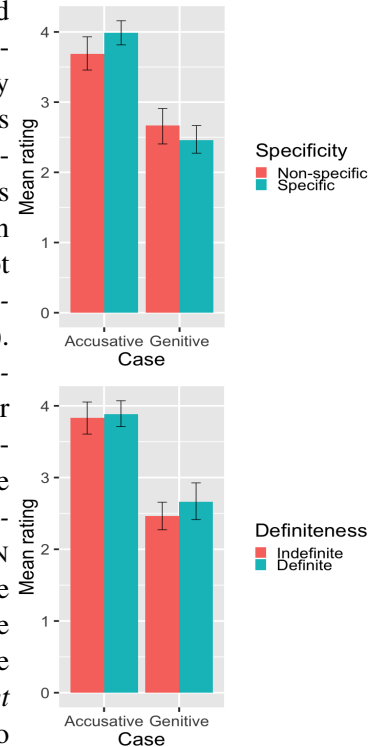 d
-
4
y
s
3
-
Mean rating
Specificity
Non-specific
Specific
2
s
n
1
ot
-
0
).
Accusative Genitive
Case
-
r
4
-
e
3
-
Mean rating
Definiteness
Indefinite
Definite
N
2
e
e
1
e
0
t
Accusative Genitive
o
Case